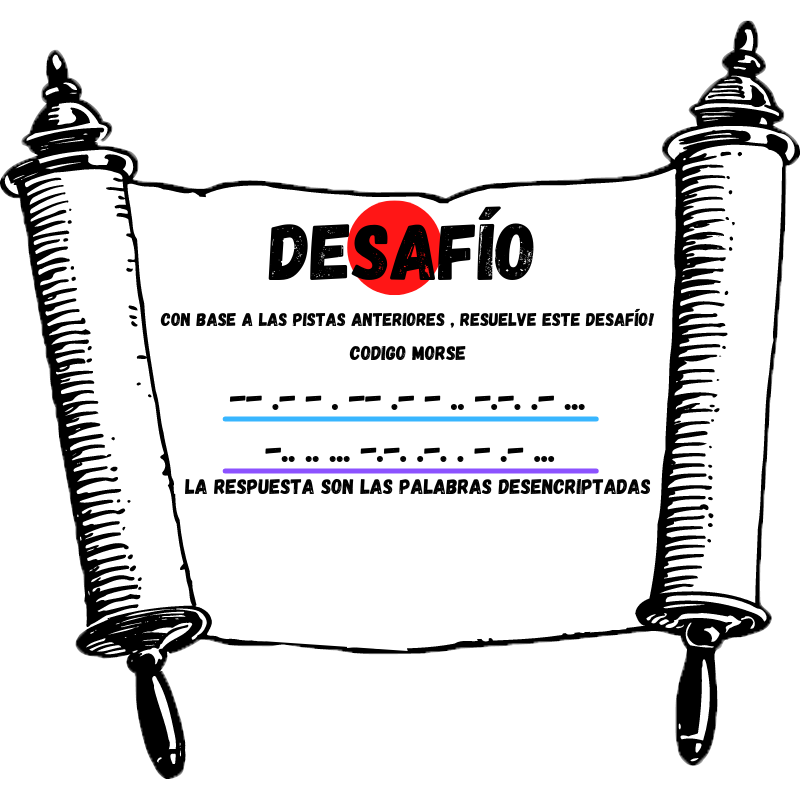 DESAFÍO
CON BASE A LAS PISTAS ANTERIORES , RESUELVE ESTE DESAFÍO!
CODIGO MORSE
-- .- - . -- .- - .. -.-. .- ...
-.. .. ... -.-. .-. . - .- ...
LA RESPUESTA SON LAS PALABRAS DESENCRIPTADAS